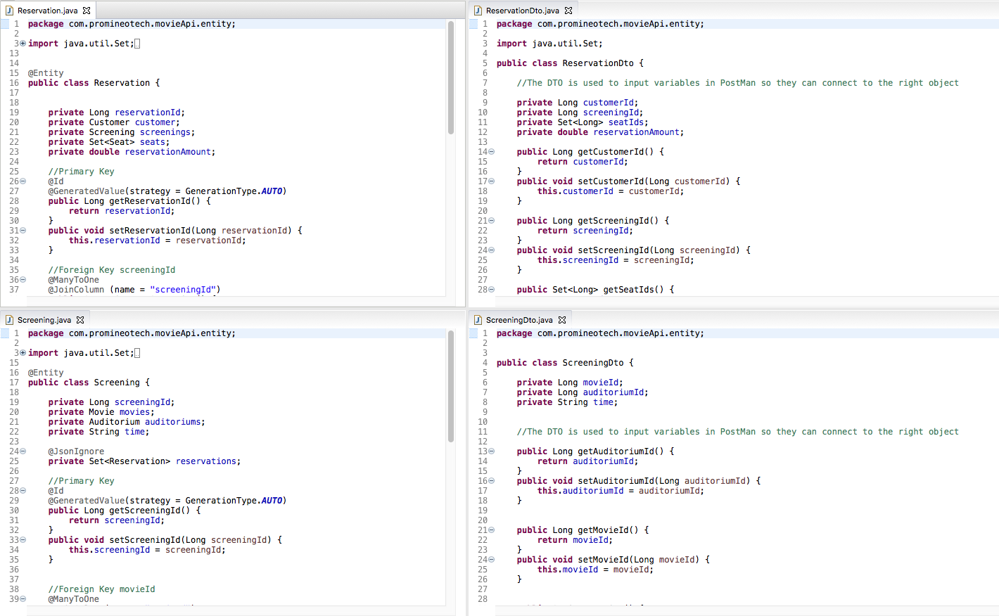 Reservation.java
1 package com.promineotech.movieApi.entity;
2
3 import java.util.Set;
13
14
15 @Entity
16 public class Reservation {
17
18
19 private Long reservationId;
20 private Customer customer;
21 private Screening screenings;
22 private Set<Seat> seats;
23 private double reservationAmount;
24
25 //Primary Key
26 @Id
27 @GeneratedValue(strategy = GenerationType.AUTO)
28 public Long getReservationId() {
29 return reservationId;
30 }
31 public void setReservationId(Long reservationId) {
32 this.reservationId = reservationId;
33 }
34
35 //Foreign Key screeningId
36 @ManyToOne
37 @JoinColumn (name = "screeningId")
ReservationDto.java
1 package com.promineotech.movieApi.entity;
2
3 import java.util.Set;
4
5 public class ReservationDto {
6
7 //The DTO is used to input variables in PostMan so they can connect to the right object
8
9 private Long customerId;
10 private Long screeningId;
11 private Set<Long> seatIds;
12 private double reservationAmount;
13
14 public Long getCustomerId() {
15 return customerId;
16 }
17 public void setCustomerId(Long customerId) {
18 this.customerId = customerId;
19 }
20
21 public Long getScreeningId() {
22 return screeningId;
23 }
24 public void setScreeningId(Long screeningId) {
25 this.screeningId = screeningId;
26 }
27
28 public Set<Long> getSeatIds() {
Screening.java
1 package com.promineotech.movieApi.entity;
2
3 import java.util.Set;
15
16 @Entity
17 public class Screening {
18
19 private Long screeningId;
20 private Movie movies;
21 private Auditorium auditoriums;
22 private String time;
23
24 @JsonIgnore
25 private Set<Reservation> reservations;
26
27 //Primary Key
28 @Id
29 @GeneratedValue(strategy = GenerationType.AUTO)
30 public Long getScreeningId() {
31 return screeningId;
32 }
33 public void setScreeningId(Long screeningId) {
34 this.screeningId = screeningId;
35 }
36
37
38 //Foreign Key movieId
39 @ManyToOne
ScreeningDto.java
1 package com.promineotech.movieApi.entity;
2
3
4 public class ScreeningDto {
5
6 private Long movieId;
7 private Long auditoriumId;
8 private String time;
9
10
11 //The DTO is used to input variables in PostMan so they can connect to the right object
12
13 public Long getAuditoriumId() {
14 return auditoriumId;
15 }
16 public void setAuditoriumId(Long auditoriumId) {
17 this.auditoriumId = auditoriumId;
18 }
19
20
21 public Long getMovieId() {
22 return movieId;
23 }
24 public void setMovieId(Long movieId) {
25 this.movieId = movieId;
26 }
27
28